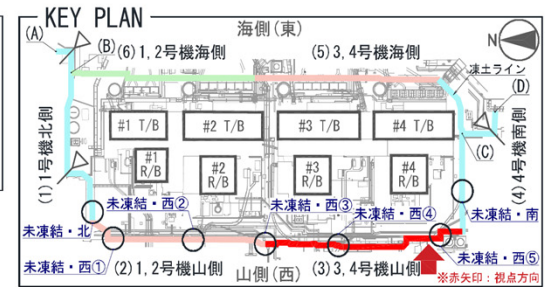 KEY PLAN
海側(東)
N
(A)
(B)
(6)1,2号機海側
(5)3,4号機海側
凍土ライン
(D)
#1 T/B
#2 T/B
#3 T/B
#4 T/B
(1)1号機北側
(C)
(4)4号機南側
#1
R/B
#2
R/B
#3
R/B
#4
R/B
未凍結・西②
未凍結・西③
未凍結・西④
未凍結・南
未凍結・北
未凍結・西①
(2)1,2号機山側
山側(西)
(3)3,4号機山側
未凍結・西⑤
※赤矢印:視点方向